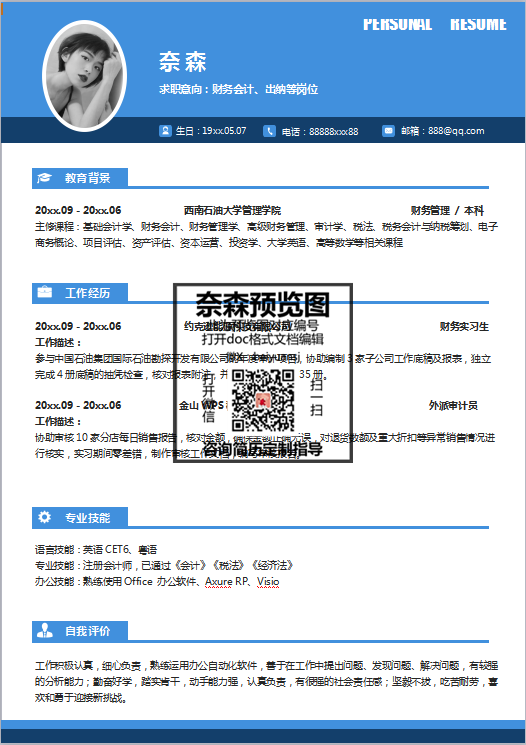 PERSONAL RESUME
奈森
求职意向：财务会计、出纳等岗位
生日：19xx.05.07 电话：88888xxx88 邮箱：888@qq.com
教育背景
20xx.09 - 20xx.06 西南石油大学管理学院 财务管理 / 本科
主修课程：基础会计学、财务会计、财务管理学、高级财务管理、审计学、税法、税务会计与纳税筹划、电子
商务概论、项目评估、资产评估、资本运营、投资学、大学英语、高等数学等相关课程
工作经历
奈森预览图
20xx.09 - 20xx.06 财务实习生
工作描述：
打开doc格式文档编辑
参与中国石油集团国际石油勘探开发有限公司 协助编制 3 家子公司工作底稿及报表，独立
完成 4 册底稿的抽凭检查，核对报表附注， 35 册。
打开微信
扫一扫
20xx.09 - 20xx.06 金山 WPS 外派审计员
工作描述：
协助审核 10 家分店每日销售报告，核对金额，确保金额正确无误，对退货数额及重大折扣等异常销售情况进
行核实，实习期间零差错，制作审核工作文档，
咨询简历定制指导
专业技能
语言技能：英语 CET6、粤语
专业技能：注册会计师，已通过《会计》《税法》《经济法》
办公技能：熟练使用 Office 办公软件、Axure RP、Visio
自我评价
工作积极认真，细心负责，熟练运用办公自动化软件，善于在工作中提出问题、发现问题、解决问题，有较强
的分析能力；勤奋好学，踏实肯干，动手能力强，认真负责，有很强的社会责任感；坚毅不拔，吃苦耐劳，喜
欢和勇于迎接新挑战。